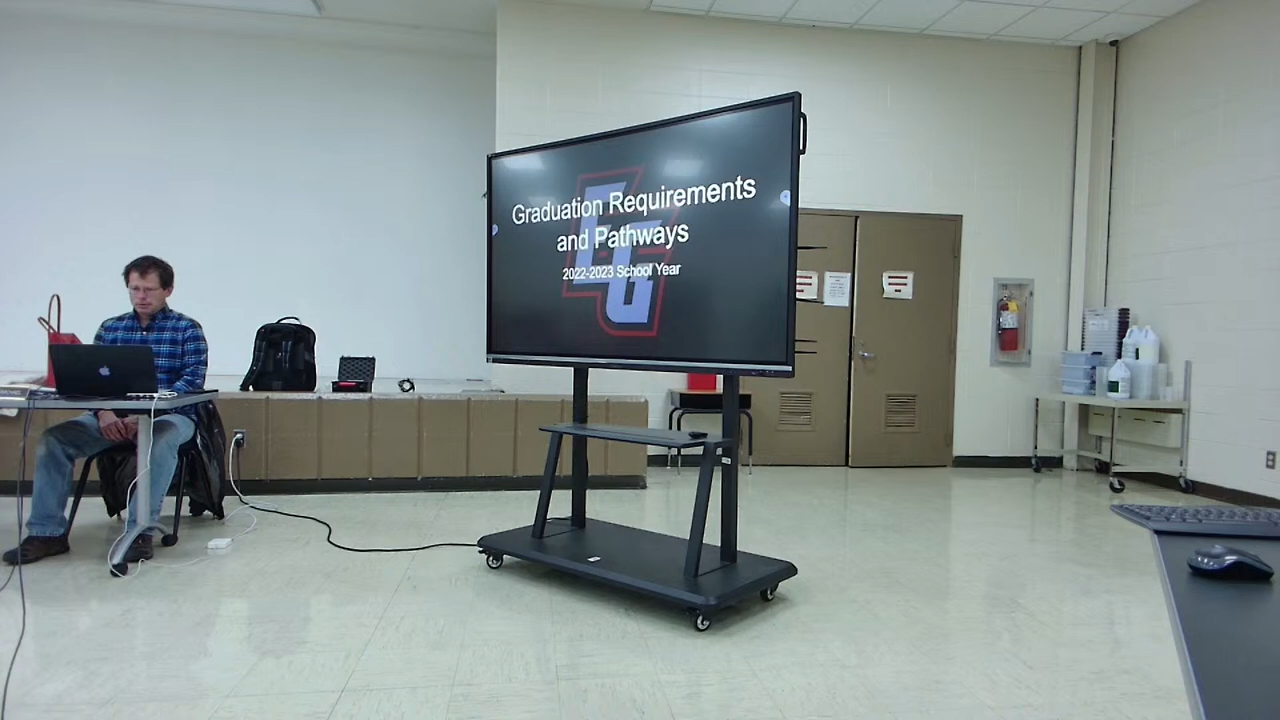 Graduation Requirements
and Pathways
2022-2023 School Year